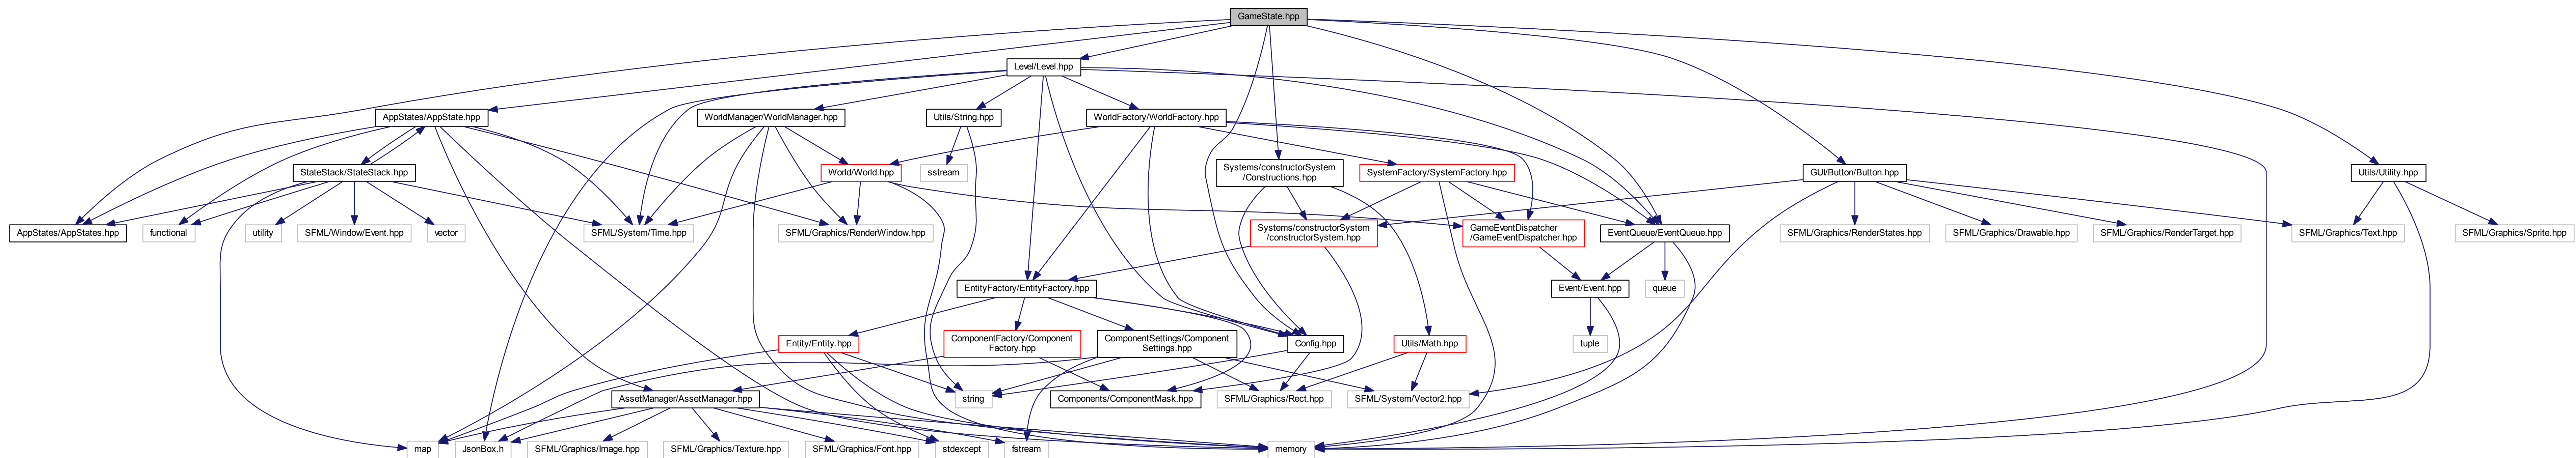 GameState.hpp
Level/Level.hpp
AppStates/AppState.hpp
WorldManager/WorldManager.hpp
Utils/String.hpp
WorldFactory/WorldFactory.hpp
StateStack/StateStack.hpp
World/World.hpp
sstream
Systems/constructorSystem
/Constructions.hpp
SystemFactory/SystemFactory.hpp
GUI/Button/Button.hpp
Utils/Utility.hpp
AppStates/AppStates.hpp
functional
utility
SFML/Window/Event.hpp
vector
SFML/System/Time.hpp
SFML/Graphics/RenderWindow.hpp
Systems/constructorSystem
/constructorSystem.hpp
GameEventDispatcher
/GameEventDispatcher.hpp
EventQueue/EventQueue.hpp
SFML/Graphics/RenderStates.hpp
SFML/Graphics/Drawable.hpp
SFML/Graphics/RenderTarget.hpp
SFML/Graphics/Text.hpp
SFML/Graphics/Sprite.hpp
EntityFactory/EntityFactory.hpp
Event/Event.hpp
queue
Entity/Entity.hpp
ComponentFactory/Component
Factory.hpp
ComponentSettings/Component
Settings.hpp
Config.hpp
Utils/Math.hpp
tuple
AssetManager/AssetManager.hpp
string
Components/ComponentMask.hpp
SFML/Graphics/Rect.hpp
SFML/System/Vector2.hpp
map
JsonBox.h
SFML/Graphics/Image.hpp
SFML/Graphics/Texture.hpp
SFML/Graphics/Font.hpp
stdexcept
fstream
memory